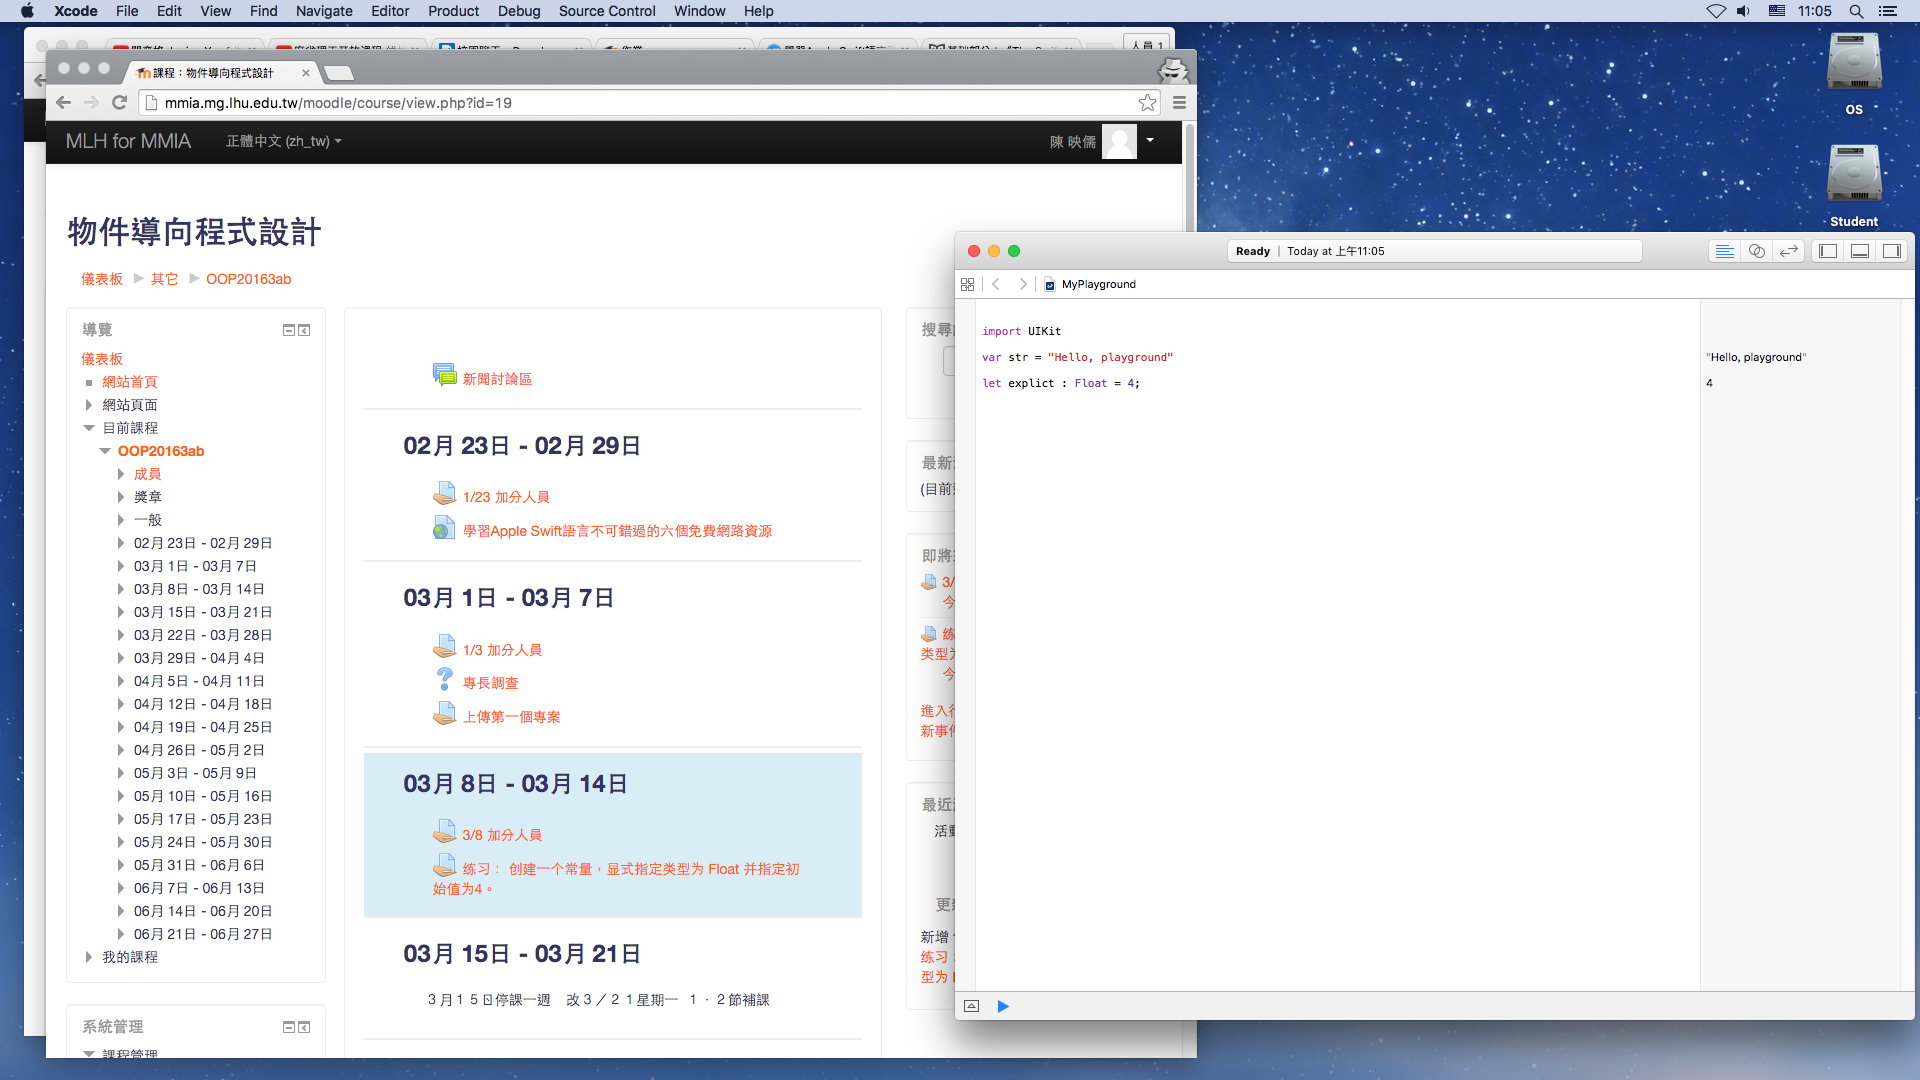 Xcode File Edit View Find Navigate Editor Product Debug Source Control Window Help 11:05
課程：物件導向程式設計
mmia.mg.lhu.edu.tw/moodle/course/view.php?id=19
MLH for MMIA 正體中文 (zh_tw) 陳 映儒
物件導向程式設計
儀表板 其它 OOP20163ab
導覽
儀表板
網站首頁
網站頁面
目前課程
OOP20163ab
成員
獎章
一般
02月 23日 - 02月 29日
03月 1日 - 03月 7日
03月 8日 - 03月 14日
03月 15日 - 03月 21日
03月 22日 - 03月 28日
03月 29日 - 04月 4日
04月 5日 - 04月 11日
04月 12日 - 04月 18日
04月 19日 - 04月 25日
04月 26日 - 05月 2日
05月 3日 - 05月 9日
05月 10日 - 05月 16日
05月 17日 - 05月 23日
05月 24日 - 05月 30日
05月 31日 - 06月 6日
06月 7日 - 06月 13日
06月 14日 - 06月 20日
06月 21日 - 06月 27日
我的課程
系統管理
課程管理
新聞討論區
02月 23日 - 02月 29日
1/23 加分人員
學習Apple Swift語言不可錯過的六個免費網路資源
03月 1日 - 03月 7日
1/3 加分人員
專長調查
上傳第一個專案
03月 8日 - 03月 14日
3/8 加分人員
练习： 创建一个常量，显式指定类型为 Float 并指定初
始值为4。
03月 15日 - 03月 21日
３月１５日停課一週 改３／２１星期一 １．２節補課
搜尋
最新
(目前
即將
3/
今
练
类型为
今
進入行
新事件
最近
活動
更新
新增
练习
型为
OS
Student
Ready | Today at 上午11:05
MyPlayground
import UIKit
var str = "Hello, playground" "Hello, playground"
let explict : Float = 4; 4